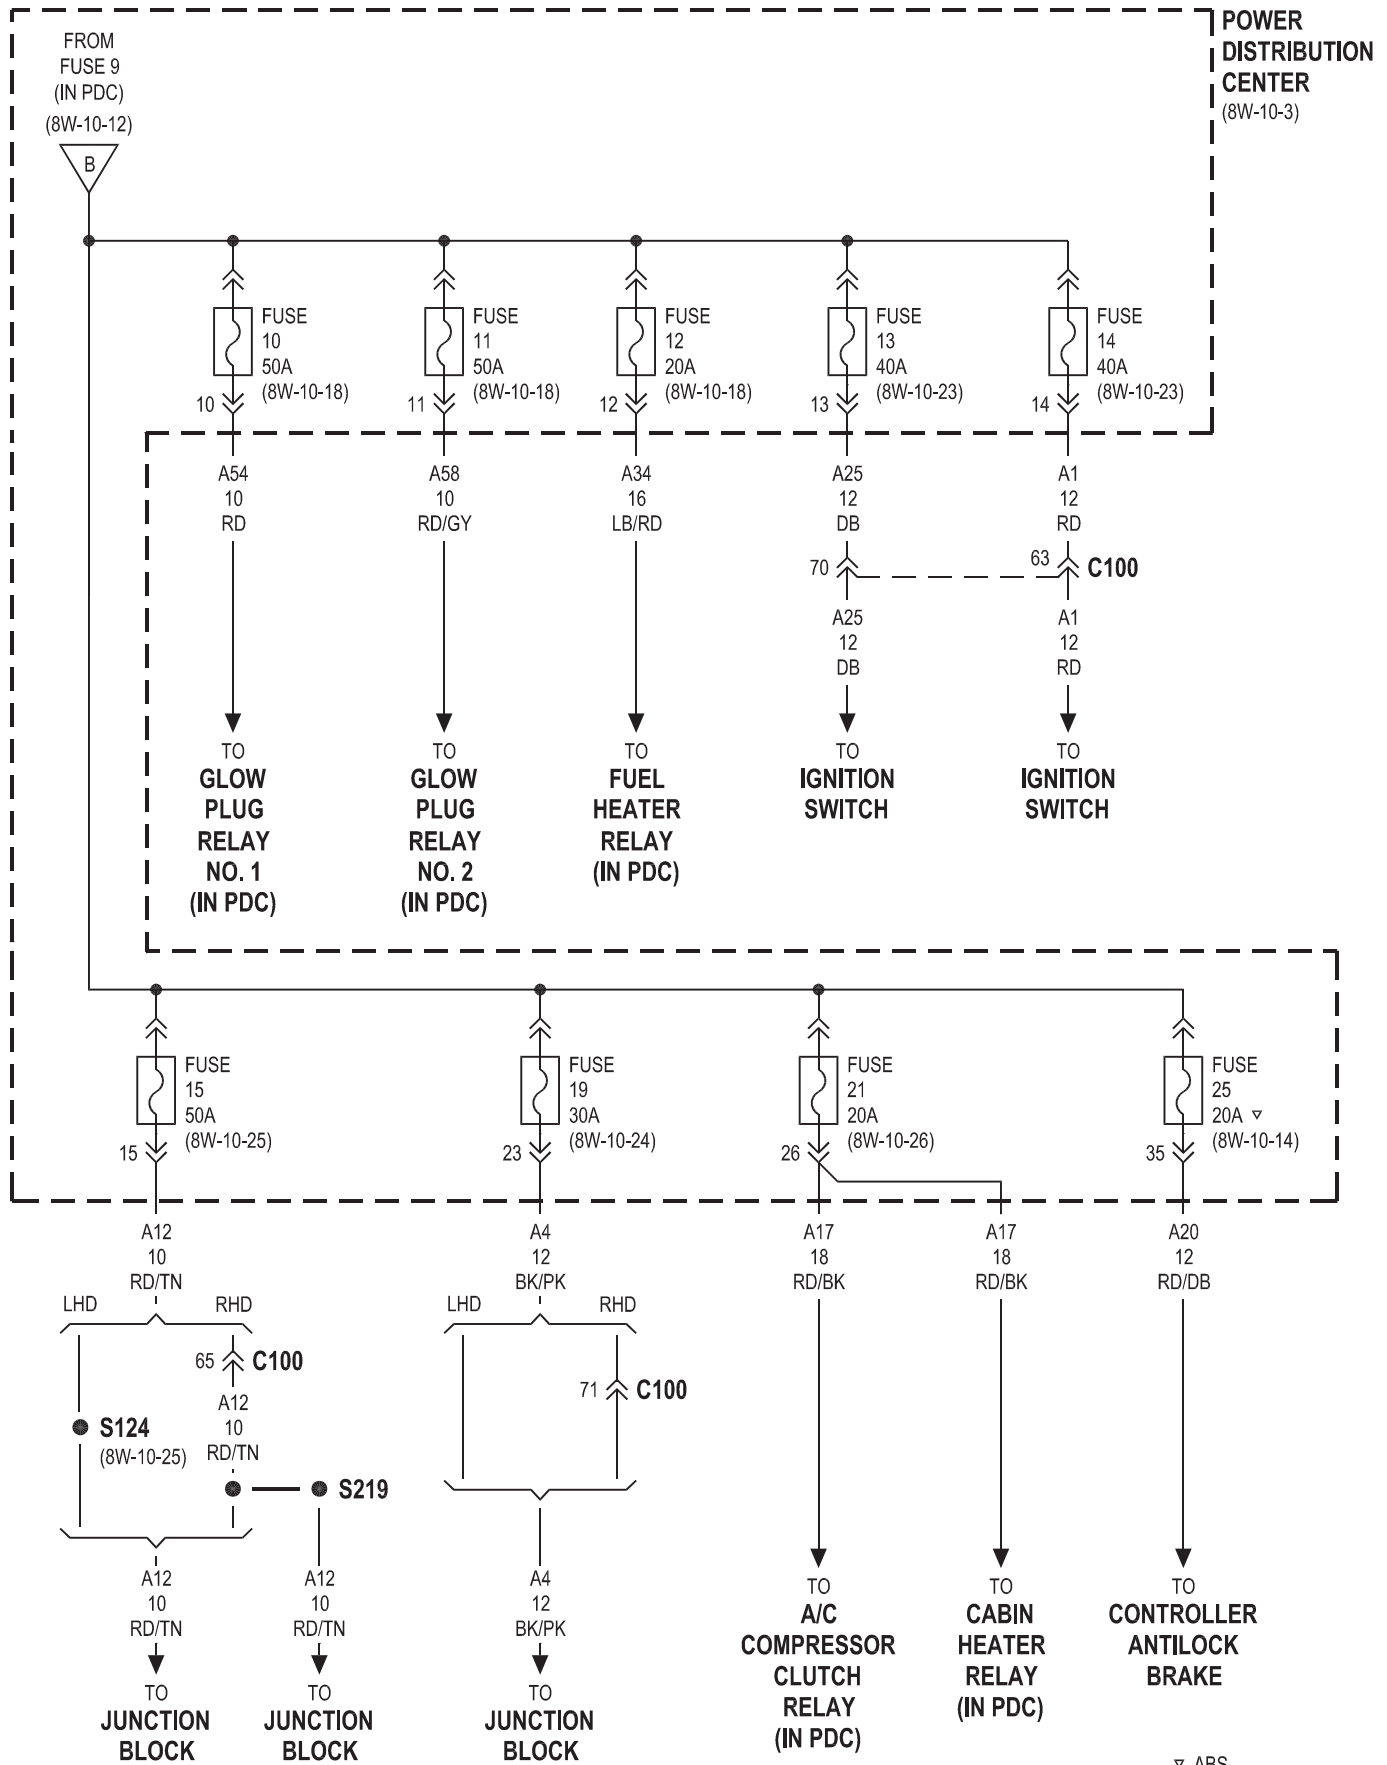 POWER
DISTRIBUTION
CENTER
(8W-10-3)
FROM
FUSE 9
(IN PDC)
(8W-10-12)
B
FUSE
10
50A
(8W-10-18)
10
FUSE
11
50A
(8W-10-18)
11
FUSE
12
20A
(8W-10-18)
12
FUSE
13
40A
(8W-10-23)
13
FUSE
14
40A
(8W-10-23)
14
A54
10
RD
A58
10
RD/GY
A34
16
LB/RD
A25
12
DB
A1
12
RD
70
63
C100
A25
12
DB
A1
12
RD
TO
GLOW
PLUG
RELAY
NO. 1
(IN PDC)
TO
GLOW
PLUG
RELAY
NO. 2
(IN PDC)
TO
FUEL
HEATER
RELAY
(IN PDC)
TO
IGNITION
SWITCH
TO
IGNITION
SWITCH
FUSE
15
50A
(8W-10-25)
15
FUSE
19
30A
(8W-10-24)
23
FUSE
21
20A
(8W-10-26)
26
FUSE
25
20A ▿
(8W-10-14)
35
A12
10
RD/TN
A4
12
BK/PK
A17
18
RD/BK
A17
18
RD/BK
A20
12
RD/DB
LHD
RHD
65
C100
A12
10
RD/TN
S124
(8W-10-25)
S219
LHD
RHD
71
C100
A12
10
RD/TN
TO
JUNCTION
BLOCK
A12
10
RD/TN
TO
JUNCTION
BLOCK
A4
12
BK/PK
TO
JUNCTION
BLOCK
TO
A/C
COMPRESSOR
CLUTCH
RELAY
(IN PDC)
TO
CABIN
HEATER
RELAY
(IN PDC)
TO
CONTROLLER
ANTILOCK
BRAKE
▿ ABS